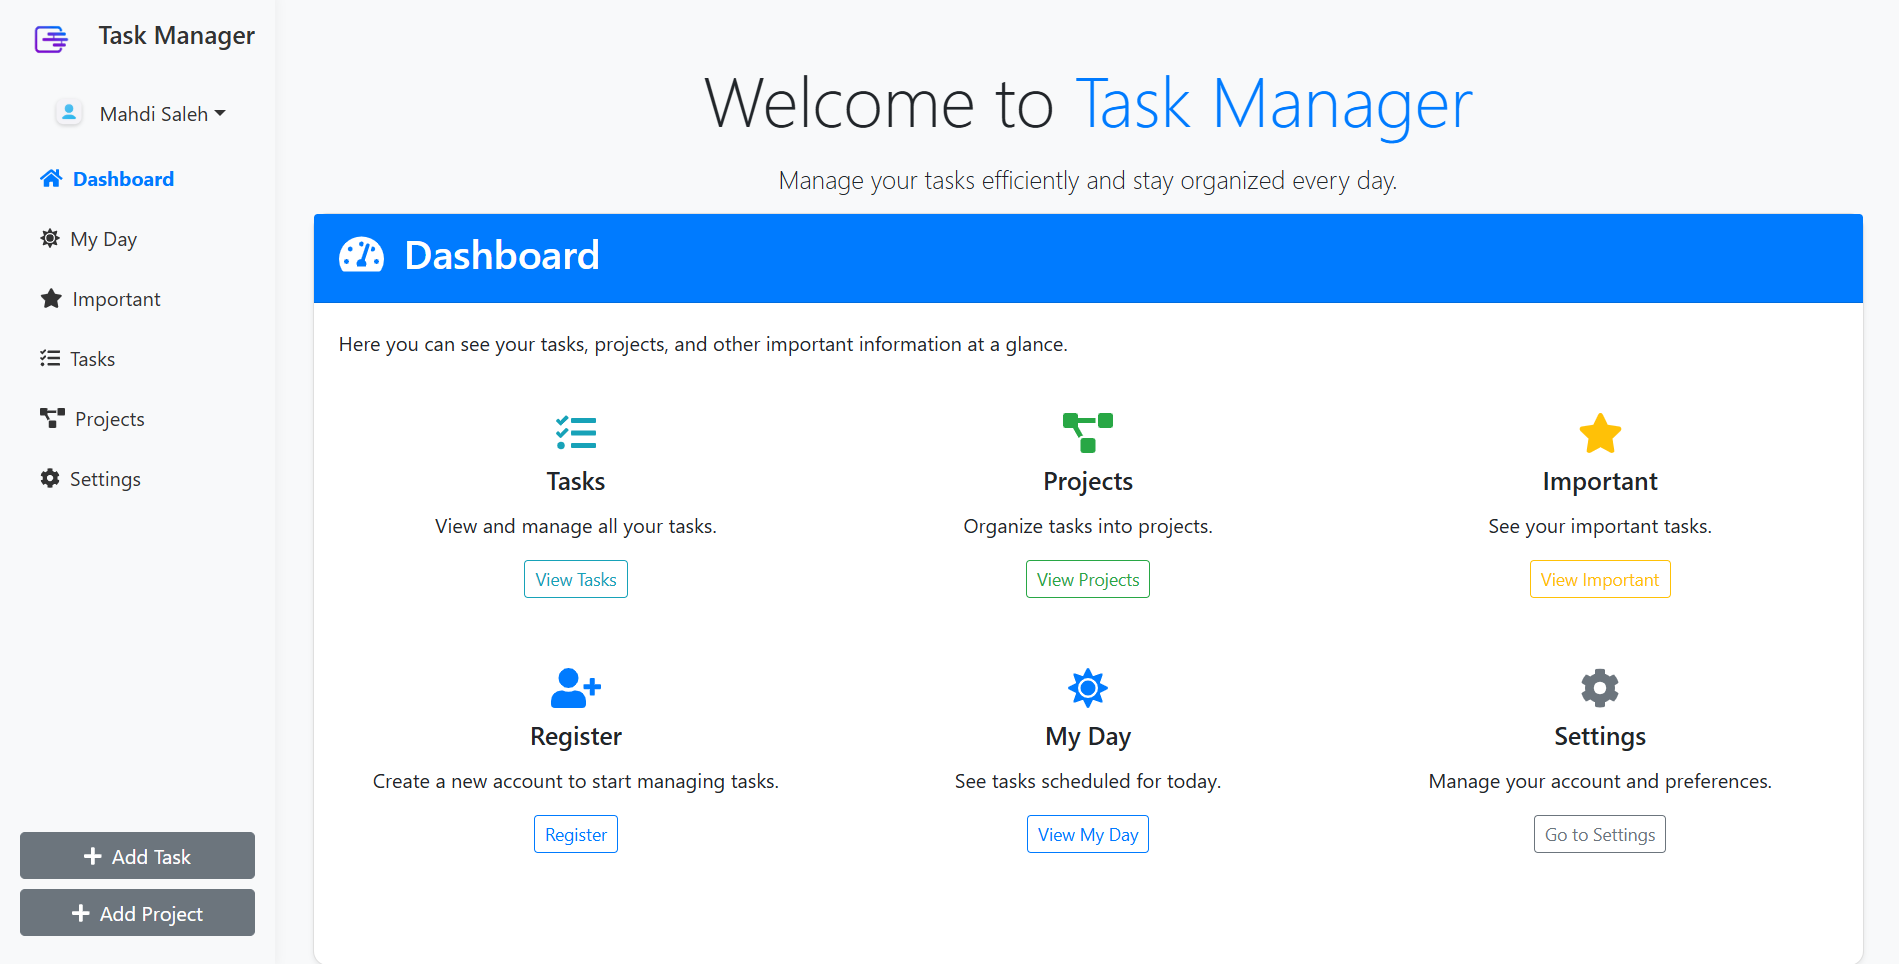 Task Manager
Mahdi Saleh
Dashboard
My Day
Important
Tasks
Projects
Settings
Add Task
Add Project
Welcome to Task Manager
Manage your tasks efficiently and stay organized every day.
Dashboard
Here you can see your tasks, projects, and other important information at a glance.
Tasks
View and manage all your tasks.
View Tasks
Projects
Organize tasks into projects.
View Projects
Important
See your important tasks.
View Important
Register
Create a new account to start managing tasks.
Register
My Day
See tasks scheduled for today.
View My Day
Settings
Manage your account and preferences.
Go to Settings